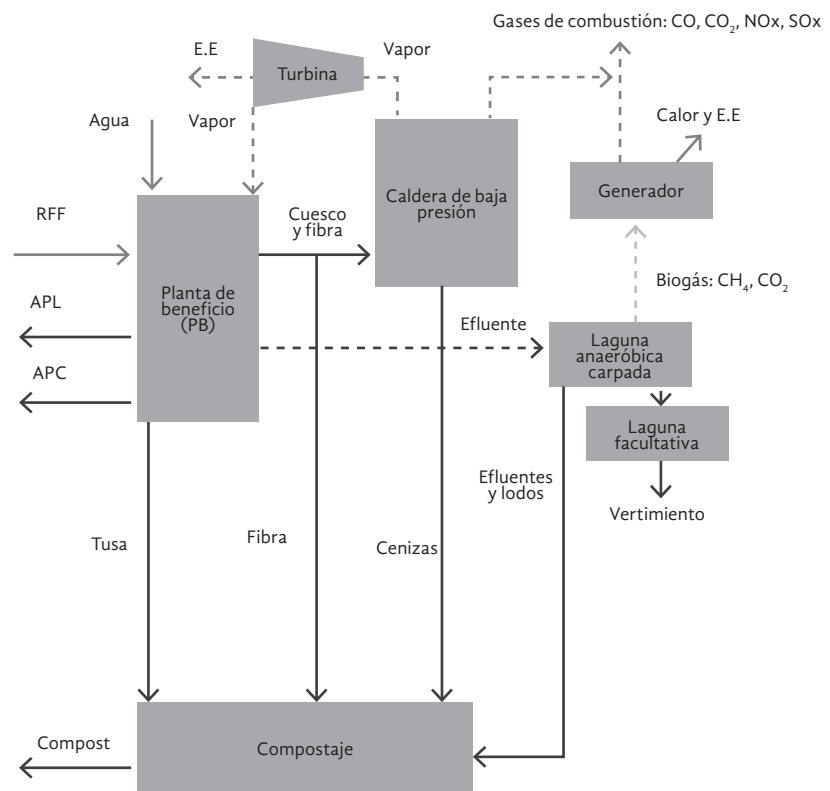 Gases de combustión: CO, CO₂, NOx, SOx
E.E
Vapor
Turbina
Agua
Vapor
Calor y E.E
Caldera de baja
presión
Generador
RFF
Cuesco
y fibra
Biogás: CH₄, CO₂
Planta de
beneficio
(PB)
APL
Efluente
Laguna
anaeróbica
carpada
APC
Laguna
facultativa
Efluentes
y lodos
Vertimiento
Tusa
Fibra
Cenizas
Compost
Compostaje